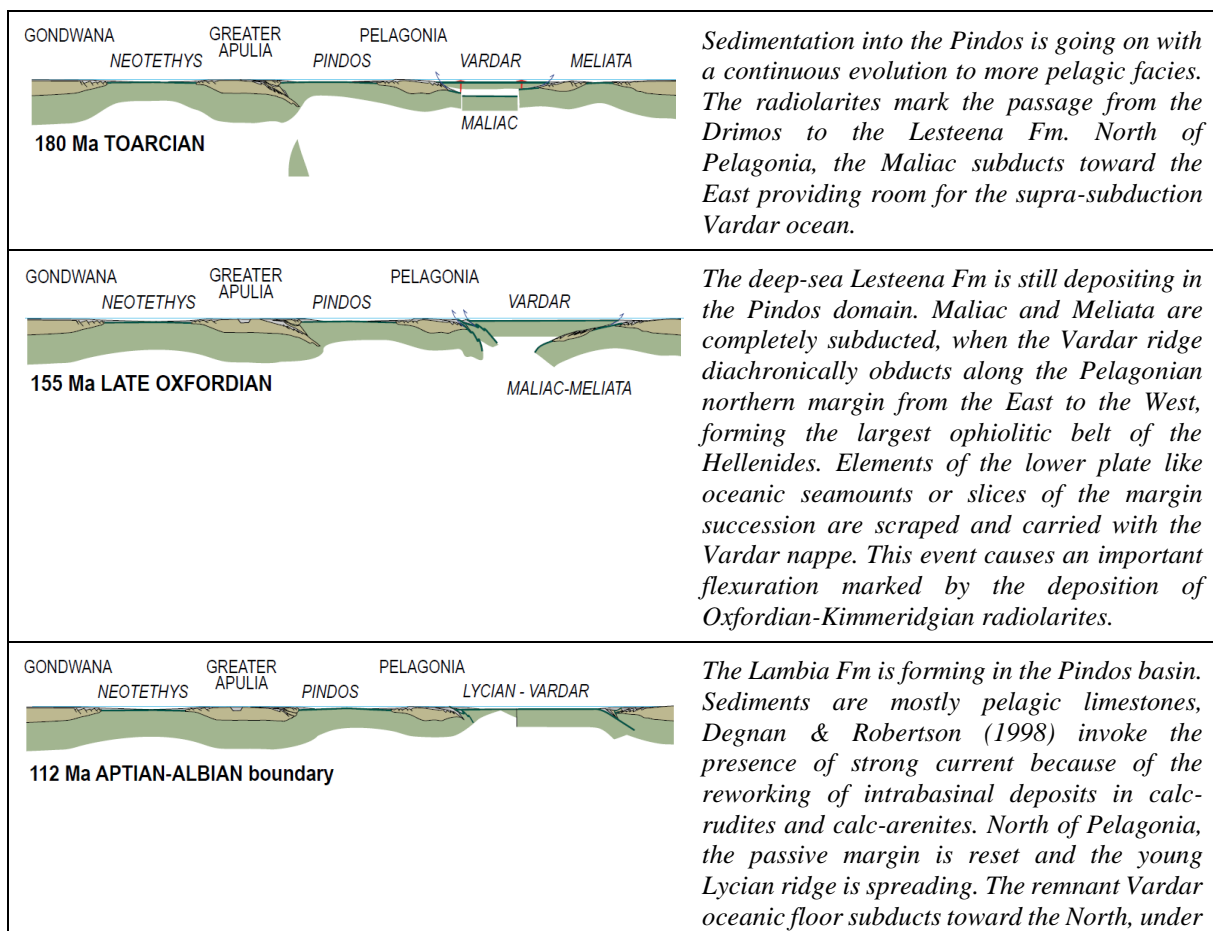 GONDWANA GREATER APULIA PELAGONIA
NEOTETHYS PINDOS VARDAR MELIATA
MALIAC
180 Ma TOARCIAN
Sedimentation into the Pindos is going on with
a continuous evolution to more pelagic facies.
The radiolarites mark the passage from the
Drimos to the Lesteena Fm. North of
Pelagonia, the Maliac subducts toward the
East providing room for the supra-subduction
Vardar ocean.
GONDWANA GREATER APULIA PELAGONIA
NEOTETHYS PINDOS VARDAR
155 Ma LATE OXFORDIAN
MALIAC-MELIATA
The deep-sea Lesteena Fm is still depositing in
the Pindos domain. Maliac and Meliata are
completely subducted, when the Vardar ridge
diachronically obducts along the Pelagonian
northern margin from the East to the West,
forming the largest ophiolitic belt of the
Hellenides. Elements of the lower plate like
oceanic seamounts or slices of the margin
succession are scraped and carried with the
Vardar nappe. This event causes an important
flexuration marked by the deposition of
Oxfordian-Kimmeridgian radiolarites.
GONDWANA GREATER APULIA PELAGONIA
NEOTETHYS PINDOS LYCIAN - VARDAR
112 Ma APTIAN-ALBIAN boundary
The Lambia Fm is forming in the Pindos basin.
Sediments are mostly pelagic limestones,
Degnan & Robertson (1998) invoke the
presence of strong current because of the
reworking of intrabasinal deposits in calc-
rudites and calc-arenites. North of Pelagonia,
the passive margin is reset and the young
Lycian ridge is spreading. The remnant Vardar
oceanic floor subducts toward the North, under